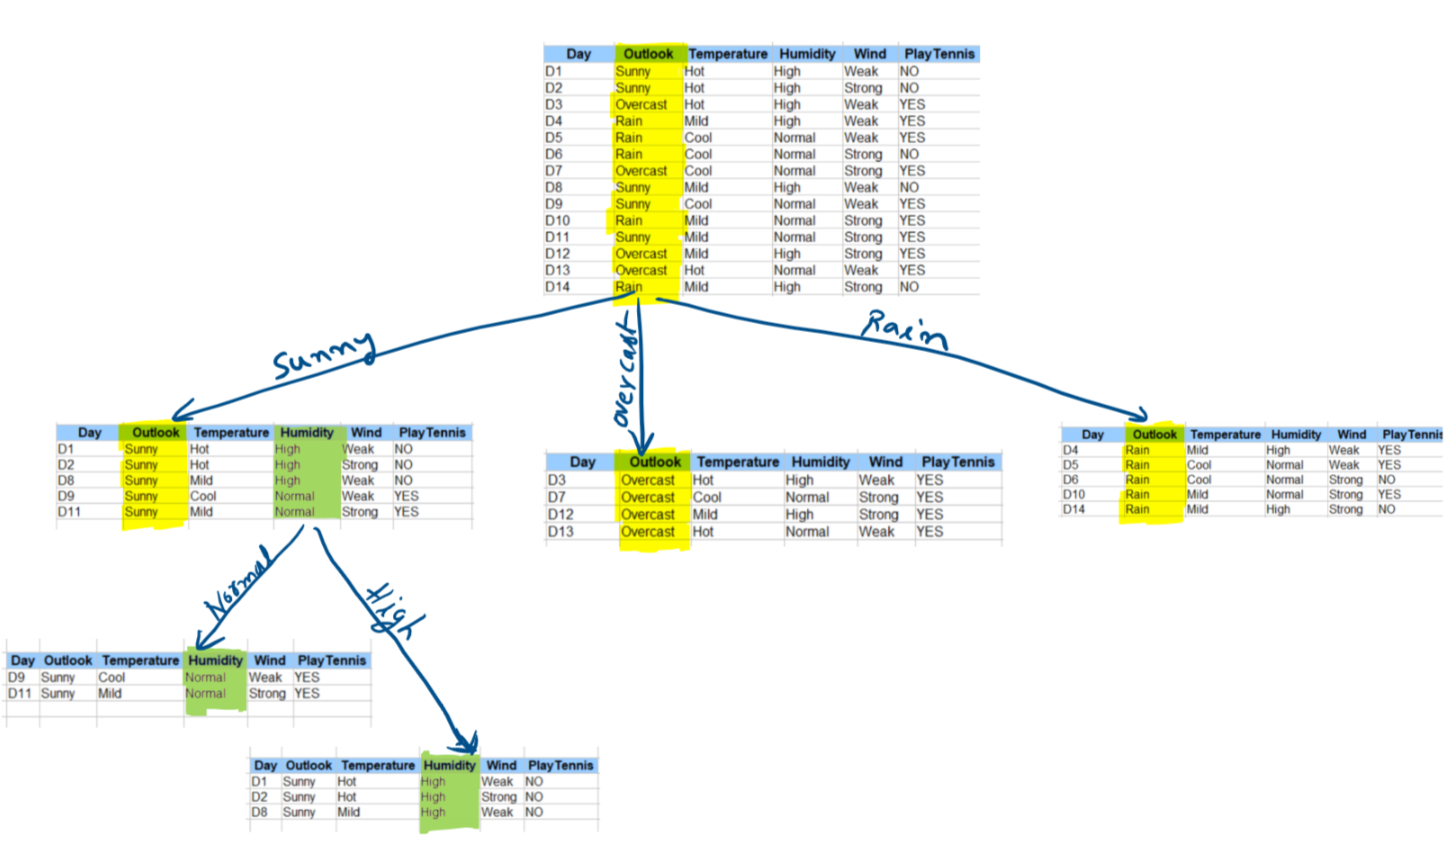 Day Outlook Temperature Humidity Wind PlayTennis
D1 Sunny Hot High Weak NO
D2 Sunny Hot High Strong NO
D3 Overcast Hot High Weak YES
D4 Rain Mild High Weak YES
D5 Rain Cool Normal Weak YES
D6 Rain Cool Normal Strong NO
D7 Overcast Cool Normal Strong YES
D8 Sunny Mild High Weak NO
D9 Sunny Cool Normal Weak YES
D10 Rain Mild Normal Strong YES
D11 Sunny Mild Normal Strong YES
D12 Overcast Mild High Strong YES
D13 Overcast Hot Normal Weak YES
D14 Rain Mild High Strong NO
Sunny
overcast
Rain
Day Outlook Temperature Humidity Wind PlayTennis
D1 Sunny Hot High Weak NO
D2 Sunny Hot High Strong NO
D8 Sunny Mild High Weak NO
D9 Sunny Cool Normal Weak YES
D11 Sunny Mild Normal Strong YES
Day Outlook Temperature Humidity Wind PlayTennis
D3 Overcast Hot High Weak YES
D7 Overcast Cool Normal Strong YES
D12 Overcast Mild High Strong YES
D13 Overcast Hot Normal Weak YES
Day Outlook Temperature Humidity Wind PlayTennis
D4 Rain Mild High Weak YES
D5 Rain Cool Normal Weak YES
D6 Rain Cool Normal Strong NO
D10 Rain Mild Normal Strong YES
D14 Rain Mild High Strong NO
Normal
High
Day Outlook Temperature Humidity Wind PlayTennis
D9 Sunny Cool Normal Weak YES
D11 Sunny Mild Normal Strong YES
Day Outlook Temperature Humidity Wind PlayTennis
D1 Sunny Hot High Weak NO
D2 Sunny Hot High Strong NO
D8 Sunny Mild High Weak NO